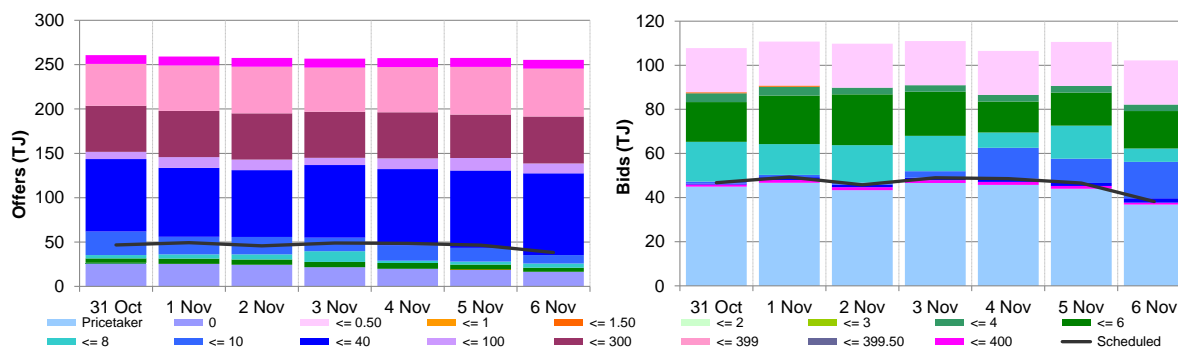 Offers (TJ)
300
250
200
150
100
50
0
31 Oct 1 Nov 2 Nov 3 Nov 4 Nov 5 Nov 6 Nov
Bids (TJ)
120
100
80
60
40
20
0
31 Oct 1 Nov 2 Nov 3 Nov 4 Nov 5 Nov 6 Nov
Pricetaker 0 <= 0.50 <= 1 <= 1.50 <= 2 <= 3 <= 4 <= 6
<= 8 <= 10 <= 40 <= 100 <= 300 <= 399 <= 399.50 <= 400 Scheduled